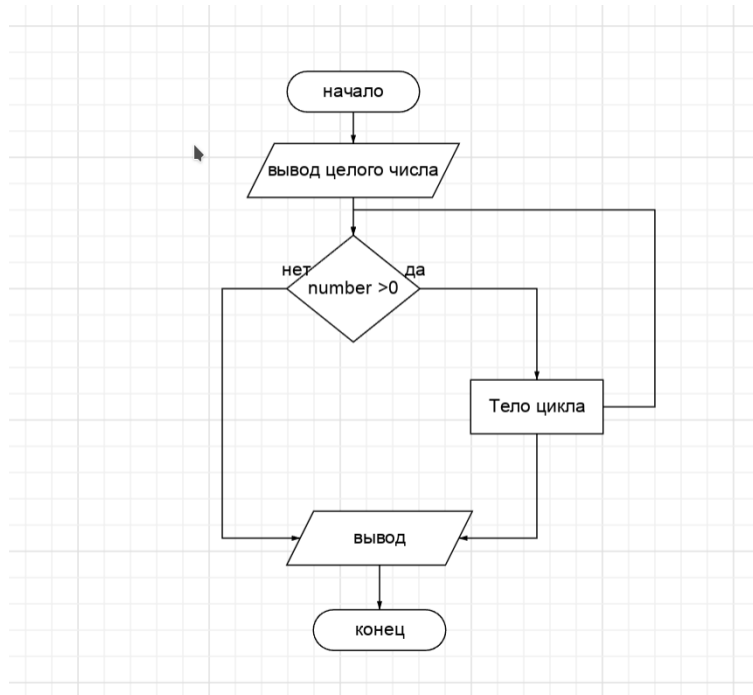 начало
вывод целого числа
нет
да
number >0
Тело цикла
вывод
конец